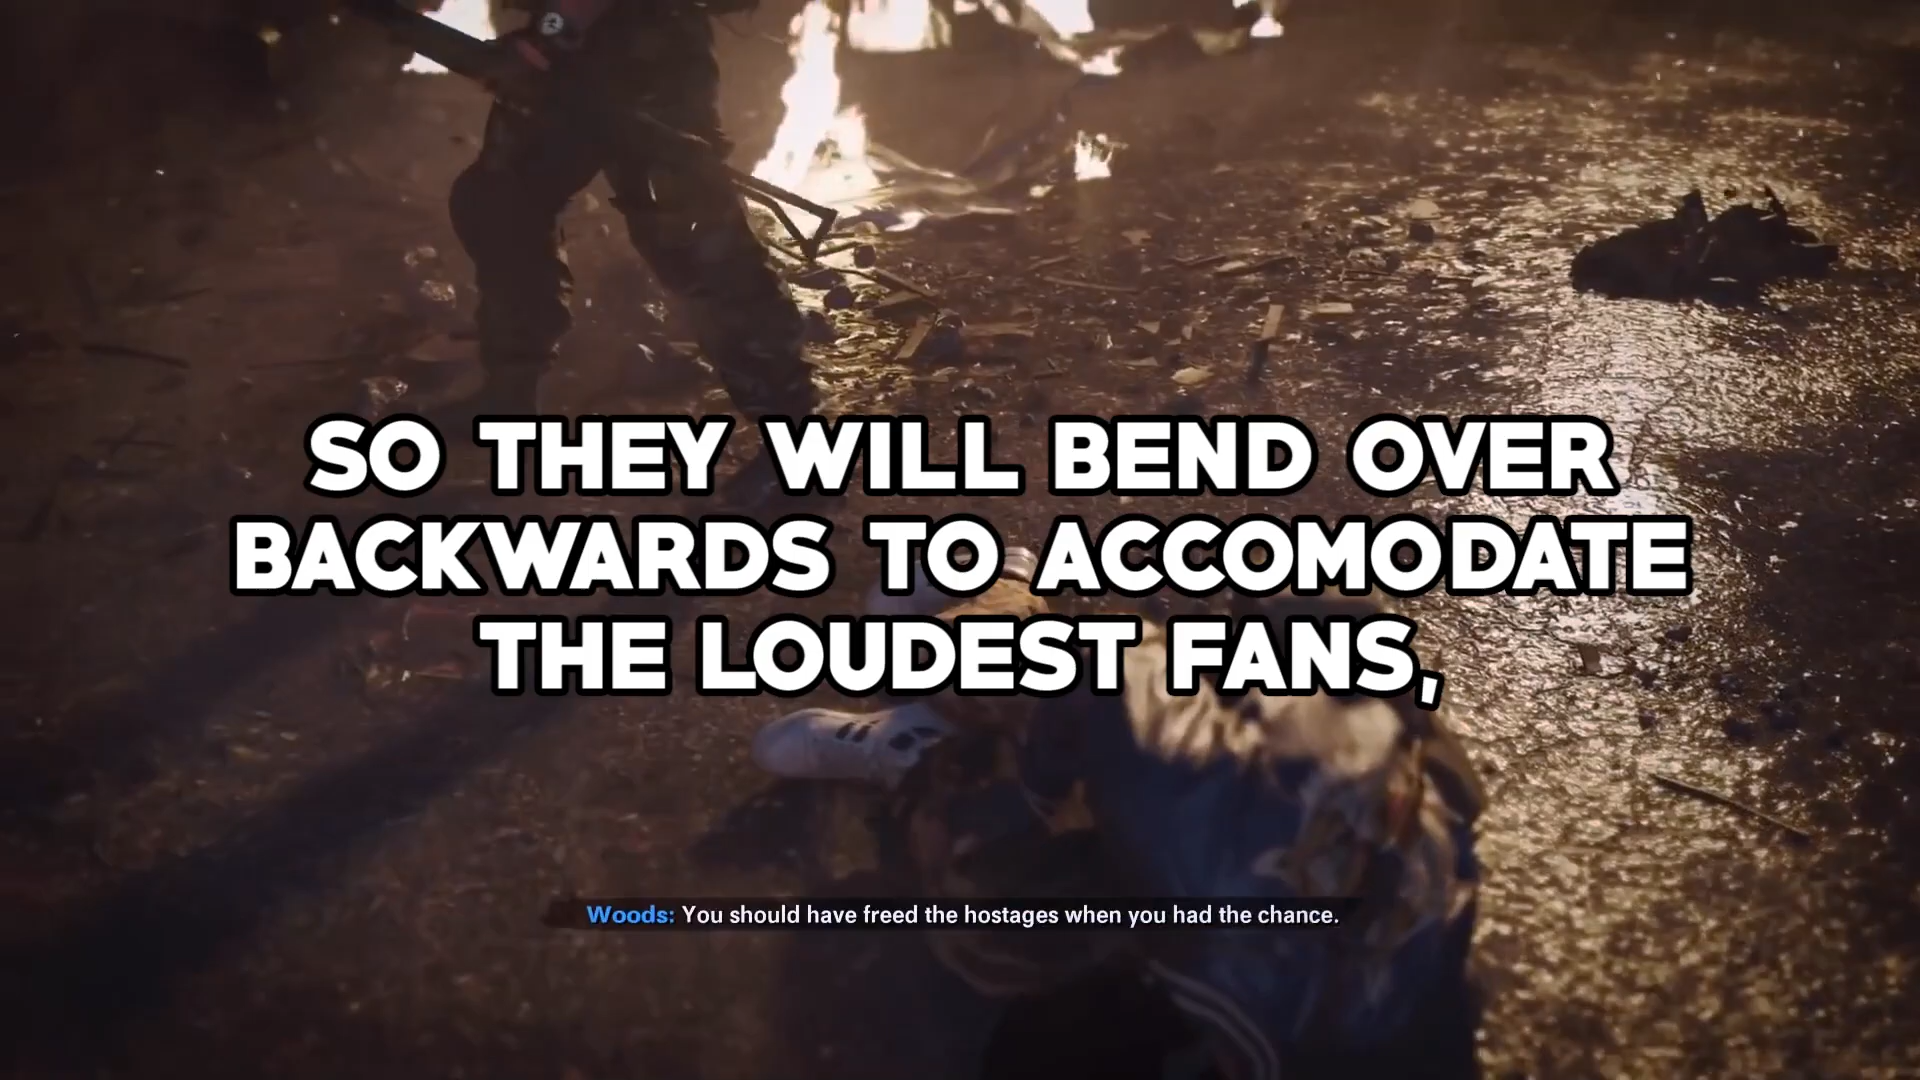 SO THEY WILL BEND OVER
BACKWARDS TO ACCOMODATE
THE LOUDEST FANS,
Woods: You should have freed the hostages when you had the chance.